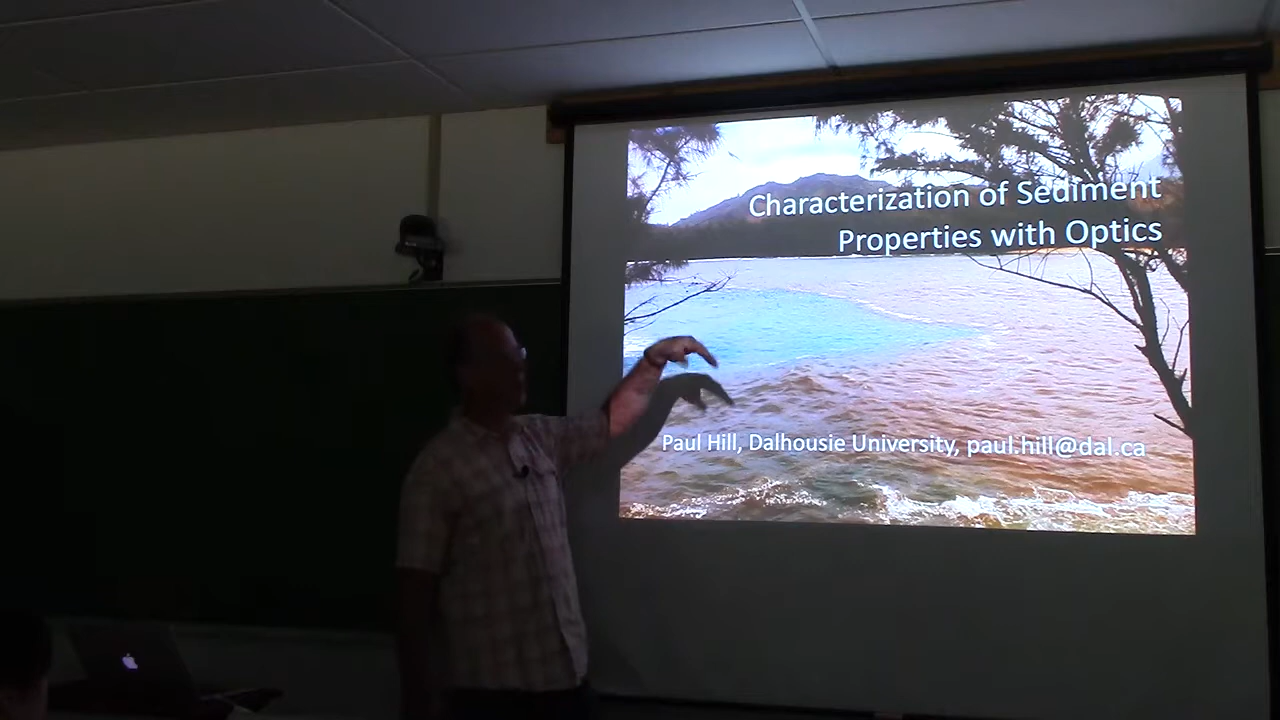 Characterization of Sediment
Properties with Optics
Paul Hill, Dalhousie University, paul.hill@dal.ca